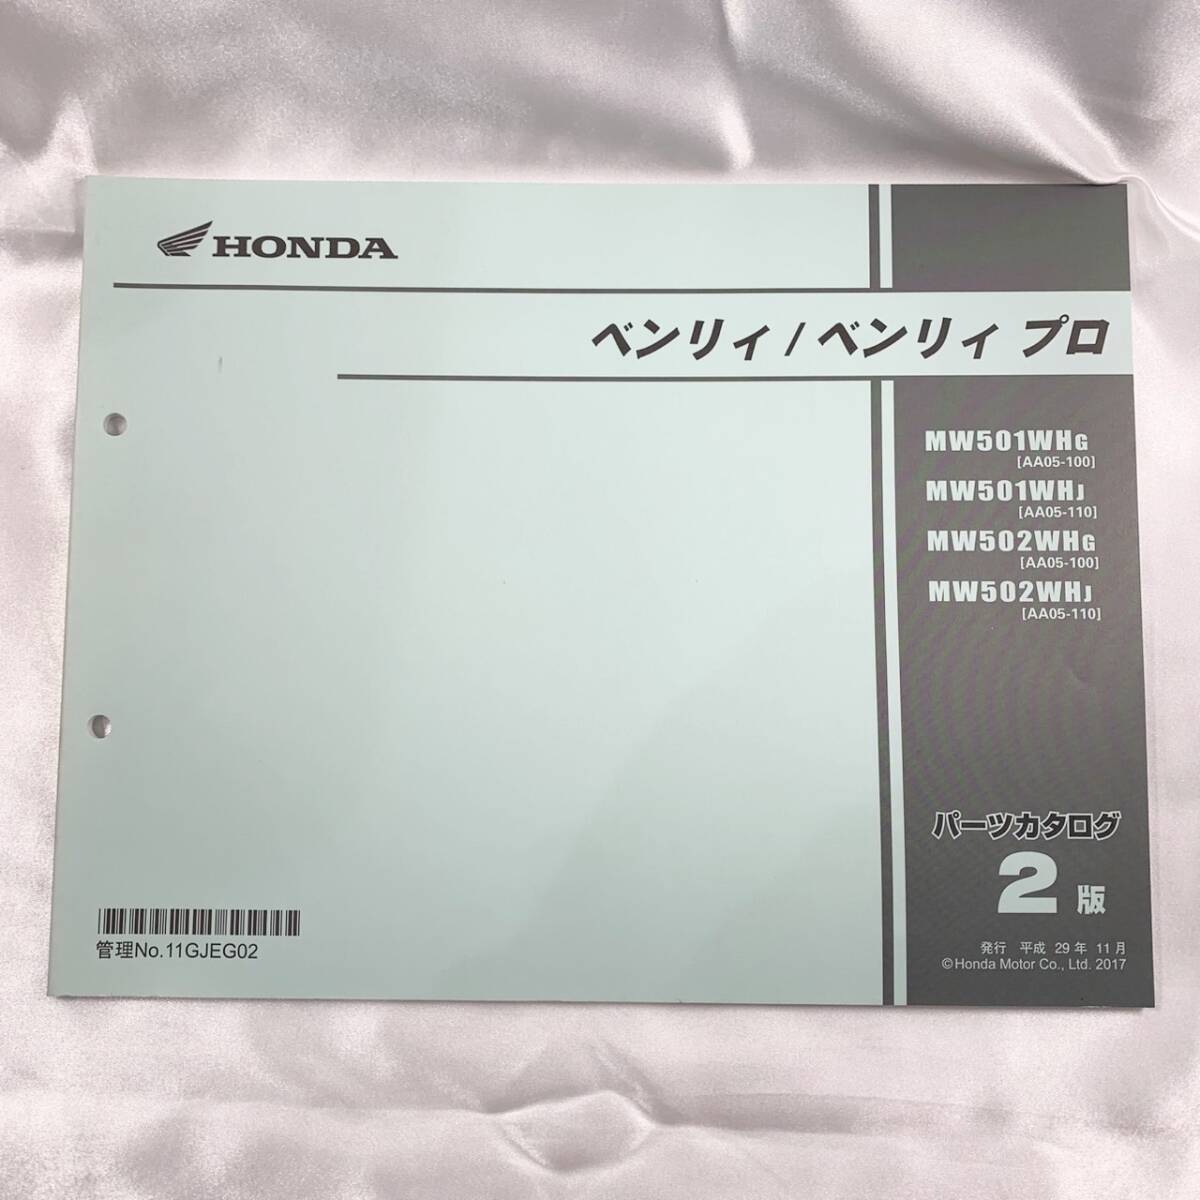 HONDA
ベンリィ / ベンリィ プロ
MW501WHG
[AA05-100]
MW501WHJ
[AA05-110]
MW502WHG
[AA05-100]
MW502WHJ
[AA05-110]
パーツカタログ
2 版
発行 平成 29 年 11 月
©Honda Motor Co., Ltd. 2017
管理No.11GJEG02